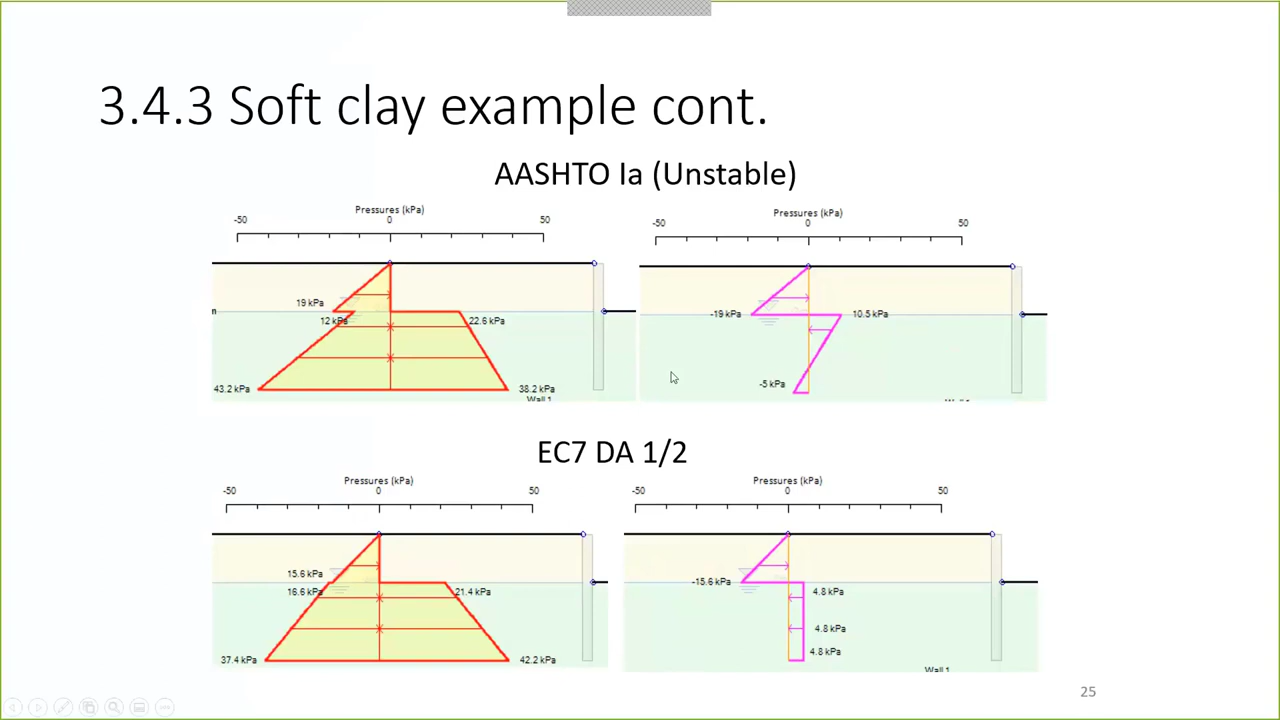 3.4.3 Soft clay example cont.
AASHTO Ia (Unstable)
Pressures (kPa)
-50 0 50
19 kPa
12 kPa
22.6 kPa
43.2 kPa
38.2 kPa
Wall 1
Pressures (kPa)
-50 0 50
-19 kPa
10.5 kPa
-5 kPa
EC7 DA 1/2
Pressures (kPa)
-50 0 50
15.6 kPa
16.6 kPa
21.4 kPa
37.4 kPa
42.2 kPa
Pressures (kPa)
-50 0 50
-15.6 kPa
4.8 kPa
4.8 kPa
4.8 kPa
Wall 1
25